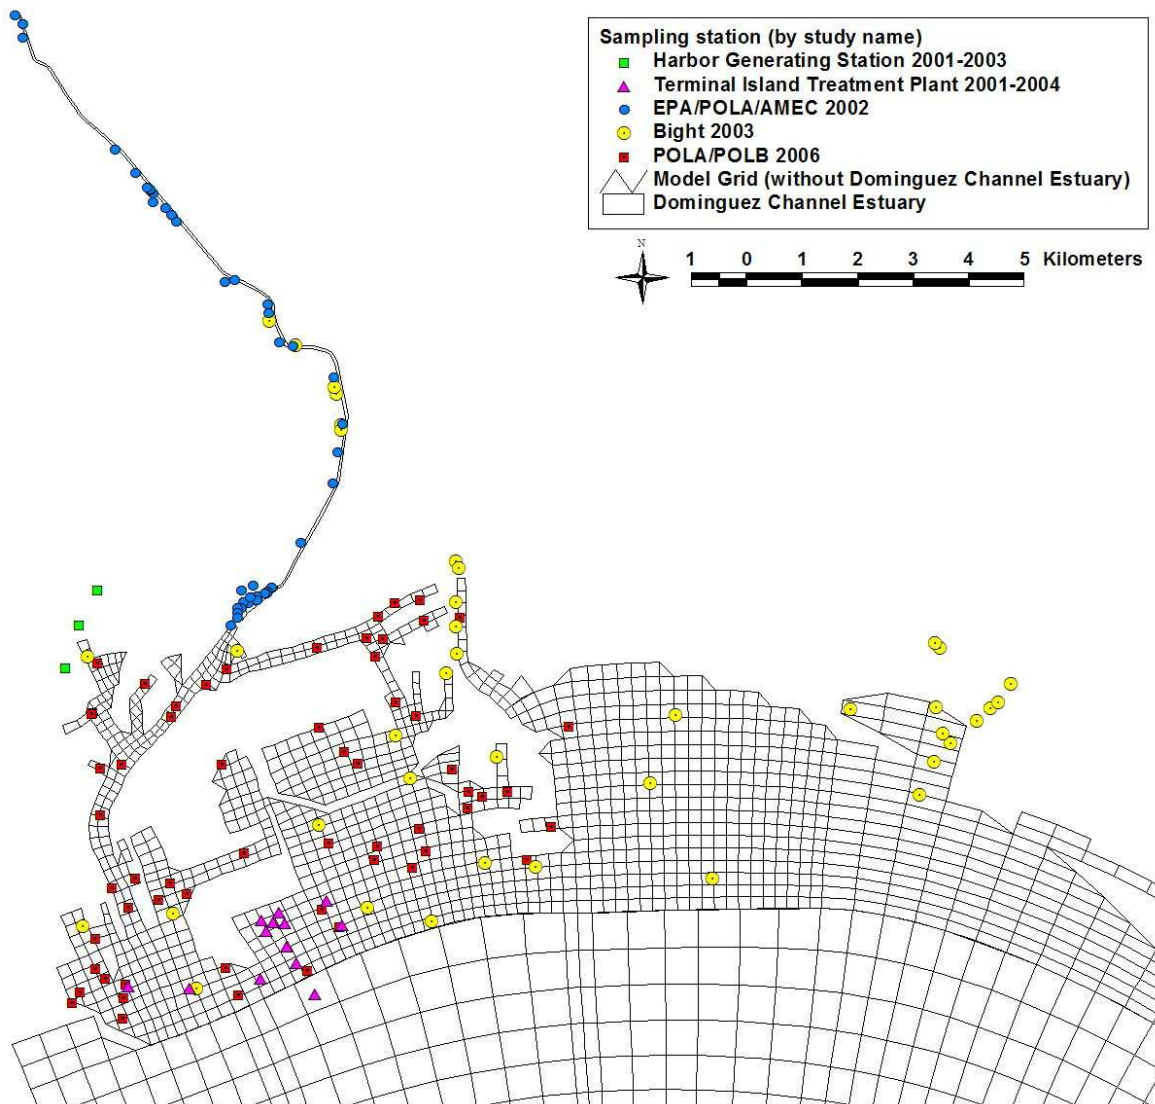 Sampling station (by study name)
Harbor Generating Station 2001-2003
Terminal Island Treatment Plant 2001-2004
EPA/POLA/AMEC 2002
Bight 2003
POLA/POLB 2006
Model Grid (without Dominguez Channel Estuary)
Dominguez Channel Estuary
N
1 0 1 2 3 4 5 Kilometers